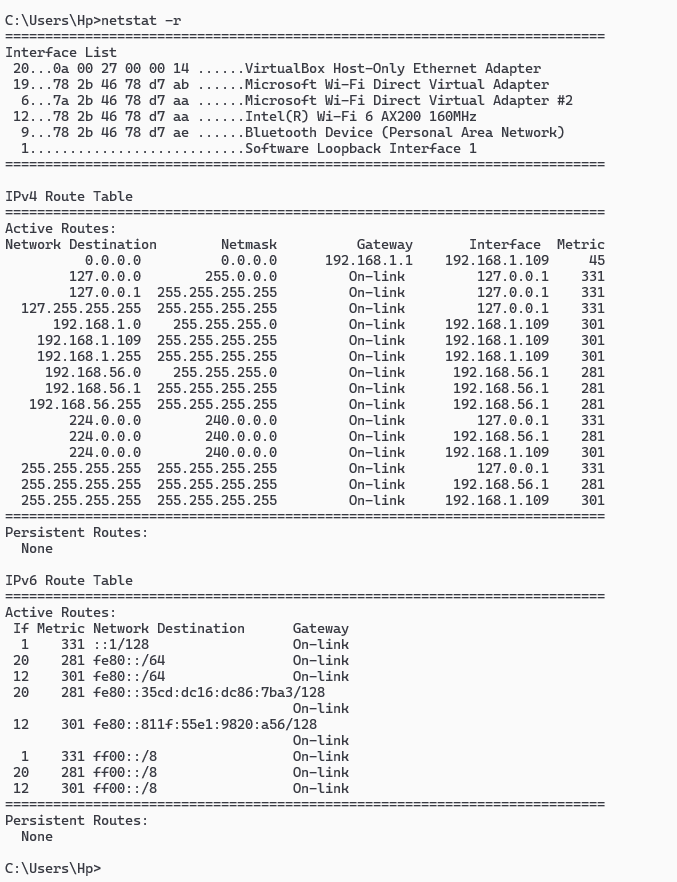 C:\Users\Hp>netstat -r
===========================================================================
Interface List
 20...0a 00 27 00 00 14 ......VirtualBox Host-Only Ethernet Adapter
 19...78 2b 46 78 d7 ab ......Microsoft Wi-Fi Direct Virtual Adapter
  6...7a 2b 46 78 d7 aa ......Microsoft Wi-Fi Direct Virtual Adapter #2
 12...78 2b 46 78 d7 aa ......Intel(R) Wi-Fi 6 AX200 160MHz
  9...78 2b 46 78 d7 ae ......Bluetooth Device (Personal Area Network)
  1...........................Software Loopback Interface 1
===========================================================================

IPv4 Route Table
===========================================================================
Active Routes:
Network Destination        Netmask          Gateway       Interface  Metric
          0.0.0.0          0.0.0.0      192.168.1.1    192.168.1.109     45
        127.0.0.0        255.0.0.0         On-link         127.0.0.1    331
        127.0.0.1  255.255.255.255         On-link         127.0.0.1    331
  127.255.255.255  255.255.255.255         On-link         127.0.0.1    331
      192.168.1.0    255.255.255.0         On-link     192.168.1.109    301
    192.168.1.109  255.255.255.255         On-link     192.168.1.109    301
    192.168.1.255  255.255.255.255         On-link     192.168.1.109    301
     192.168.56.0    255.255.255.0         On-link      192.168.56.1    281
     192.168.56.1  255.255.255.255         On-link      192.168.56.1    281
   192.168.56.255  255.255.255.255         On-link      192.168.56.1    281
        224.0.0.0        240.0.0.0         On-link         127.0.0.1    331
        224.0.0.0        240.0.0.0         On-link      192.168.56.1    281
        224.0.0.0        240.0.0.0         On-link     192.168.1.109    301
  255.255.255.255  255.255.255.255         On-link         127.0.0.1    331
  255.255.255.255  255.255.255.255         On-link      192.168.56.1    281
  255.255.255.255  255.255.255.255         On-link     192.168.1.109    301
===========================================================================
Persistent Routes:
  None

IPv6 Route Table
===========================================================================
Active Routes:
 If Metric Network Destination      Gateway
  1    331 ::1/128                  On-link
 20    281 fe80::/64                On-link
 12    301 fe80::/64                On-link
 20    281 fe80::35cd:dc16:dc86:7ba3/128
                                    On-link
 12    301 fe80::811f:55e1:9820:a56/128
                                    On-link
  1    331 ff00::/8                 On-link
 20    281 ff00::/8                 On-link
 12    301 ff00::/8                 On-link
===========================================================================
Persistent Routes:
  None

C:\Users\Hp>